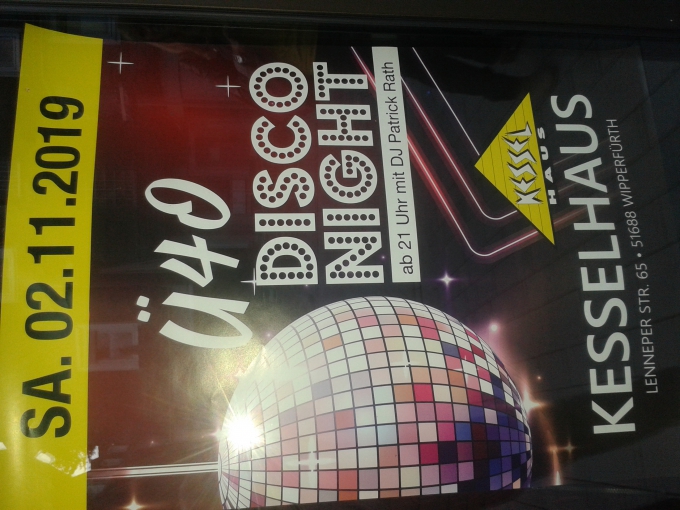 SA. 02.11.2019
Ü40
DISCO
NIGHT
ab 21 Uhr mit DJ Patrick Rath
KESSEL
HAUS
KESSELHAUS
LENNEPER STR. 65 • 51688 WIPPERFÜRTH